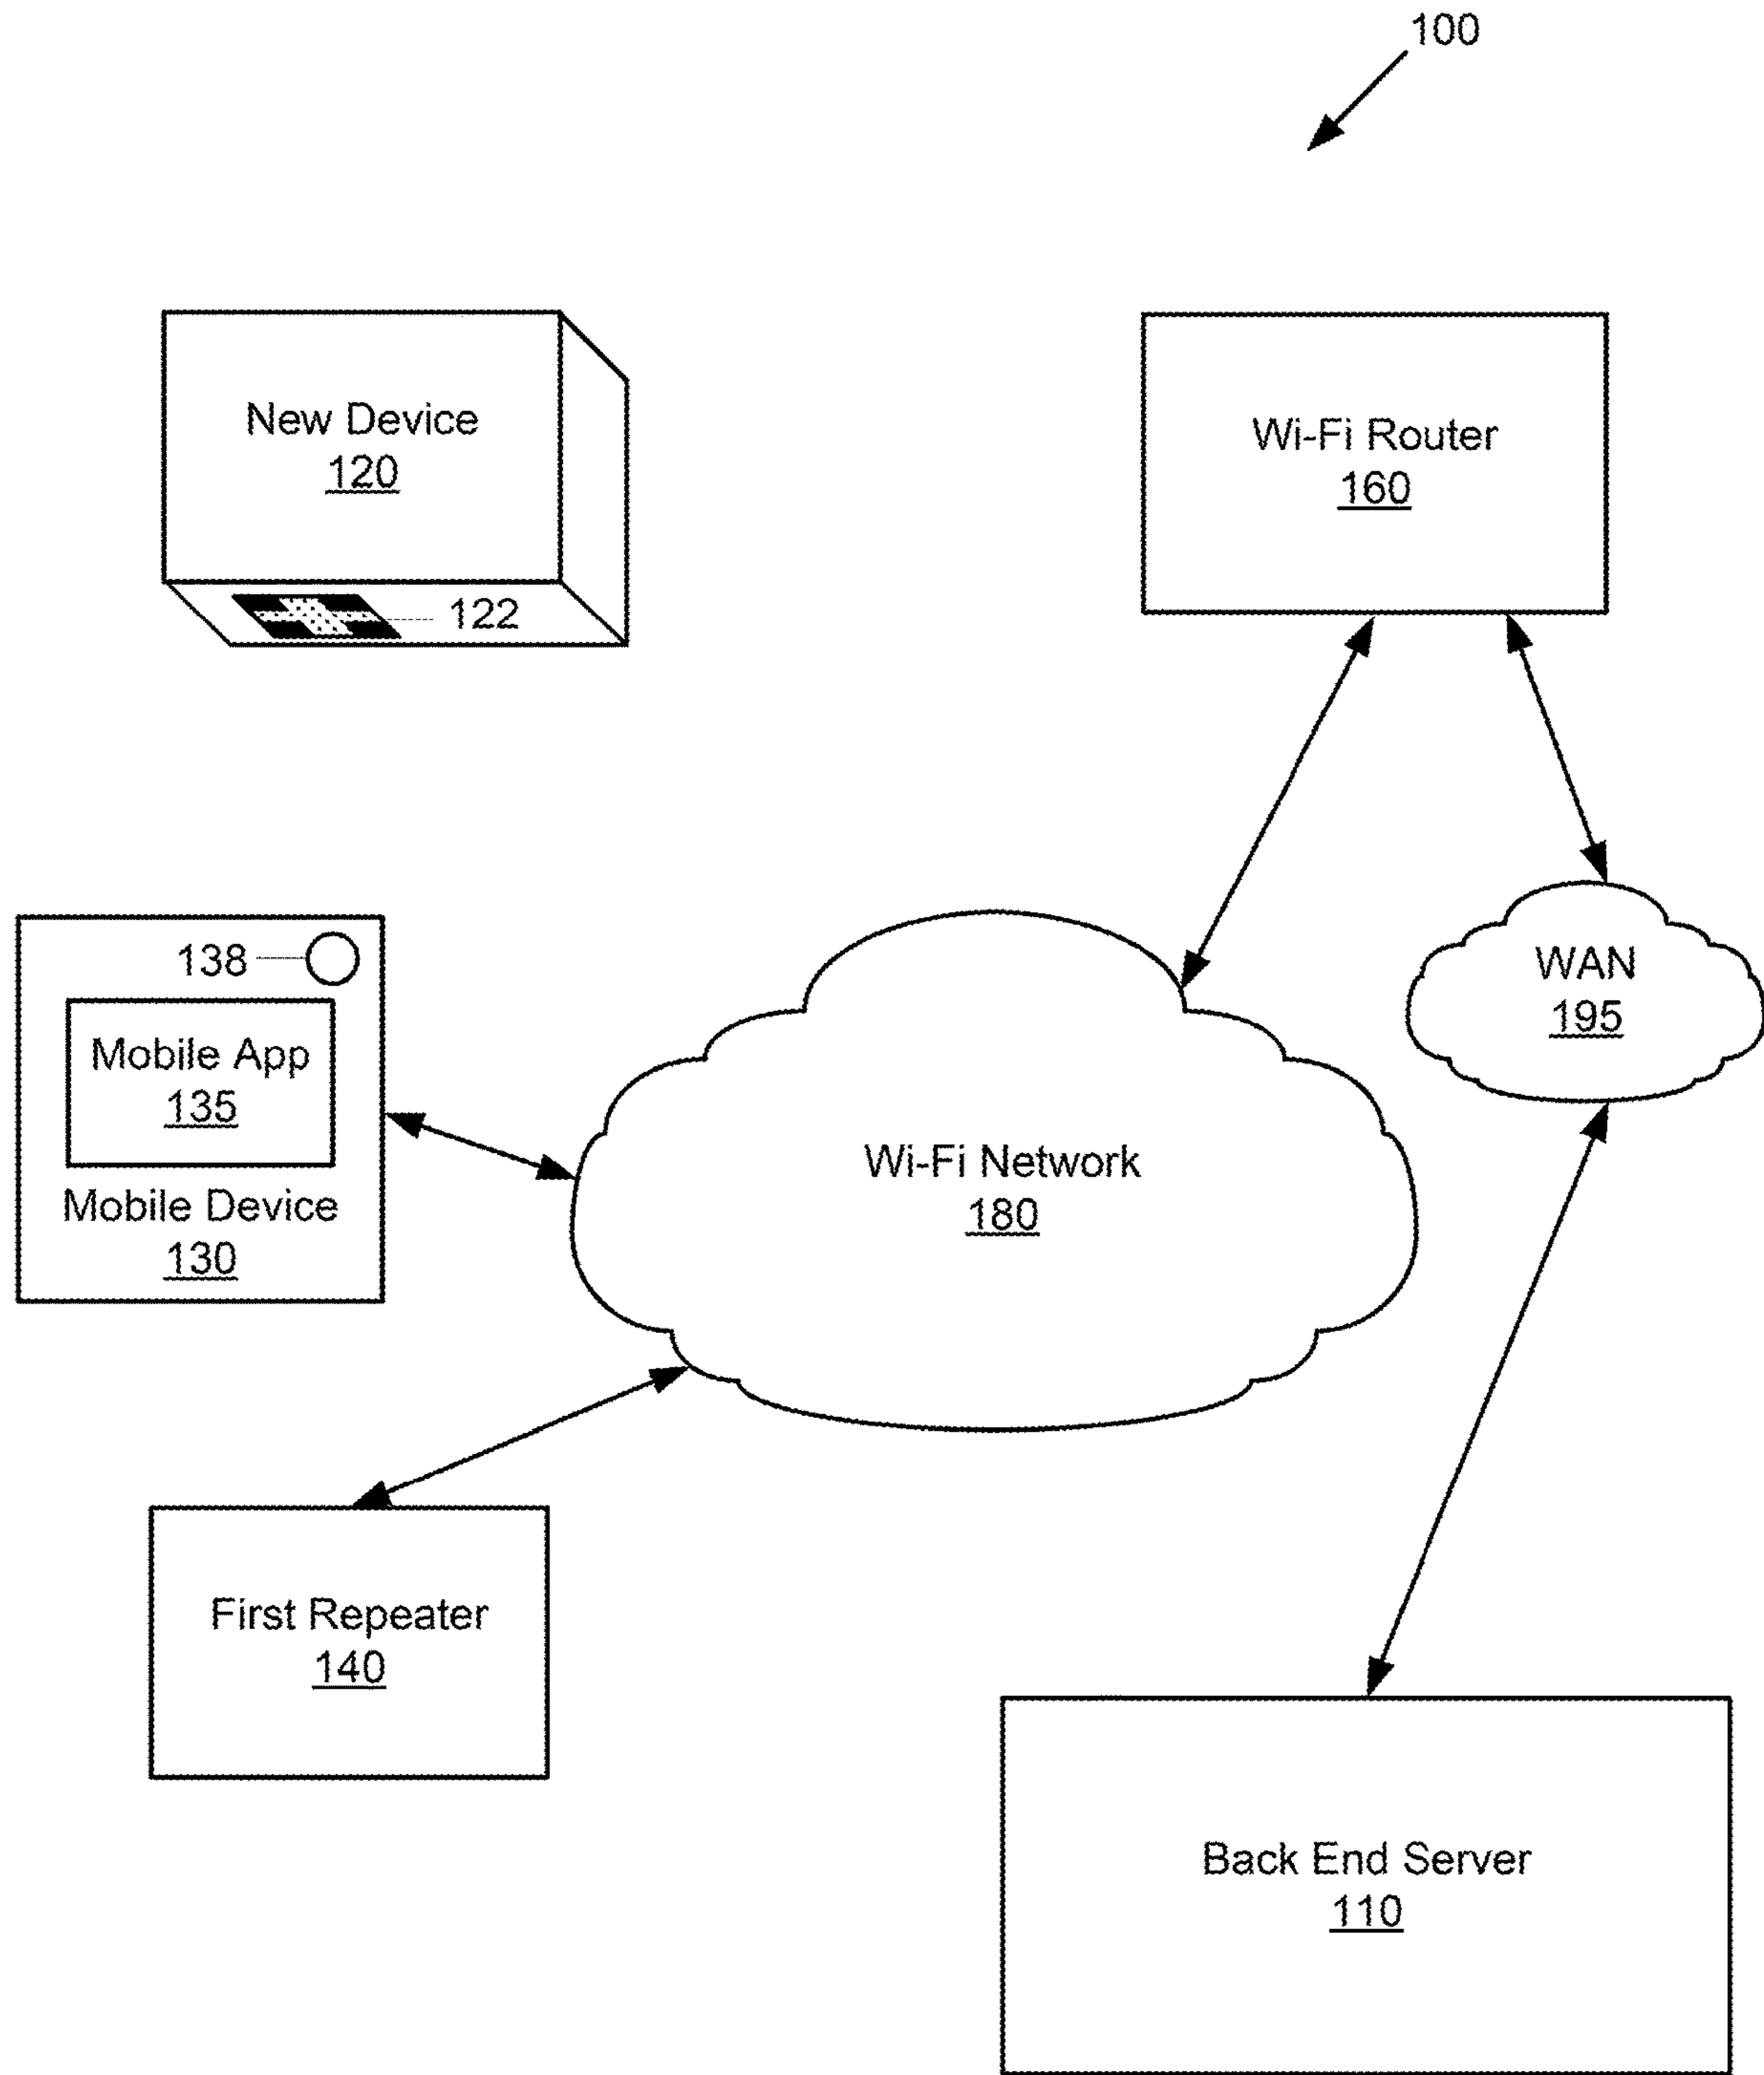 100
New Device
120
122
Wi-Fi Router
160
138
Mobile App
135
Mobile Device
130
WAN
195
Wi-Fi Network
180
First Repeater
140
Back End Server
110